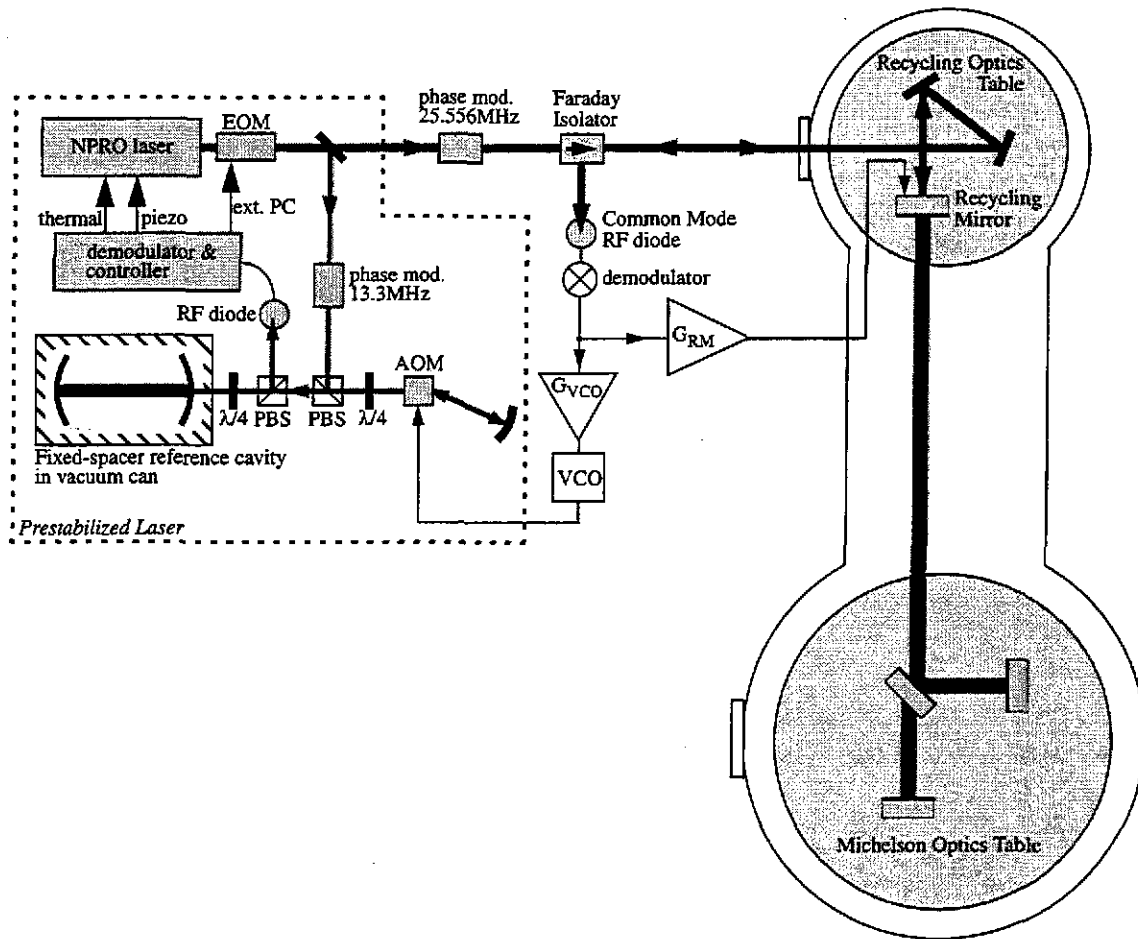 Recycling Optics
Table
phase mod.
25.556MHz
Faraday
Isolator
EOM
NPRO laser
thermal
piezo
ext. PC
demodulator &
controller
phase mod.
13.3MHz
RF diode
Common Mode
RF diode
demodulator
Recycling
Mirror
G_RM
AOM
G_VCO
λ/4
PBS
PBS
λ/4
Fixed-spacer reference cavity
in vacuum can
VCO
Prestabilized Laser
Michelson Optics Table